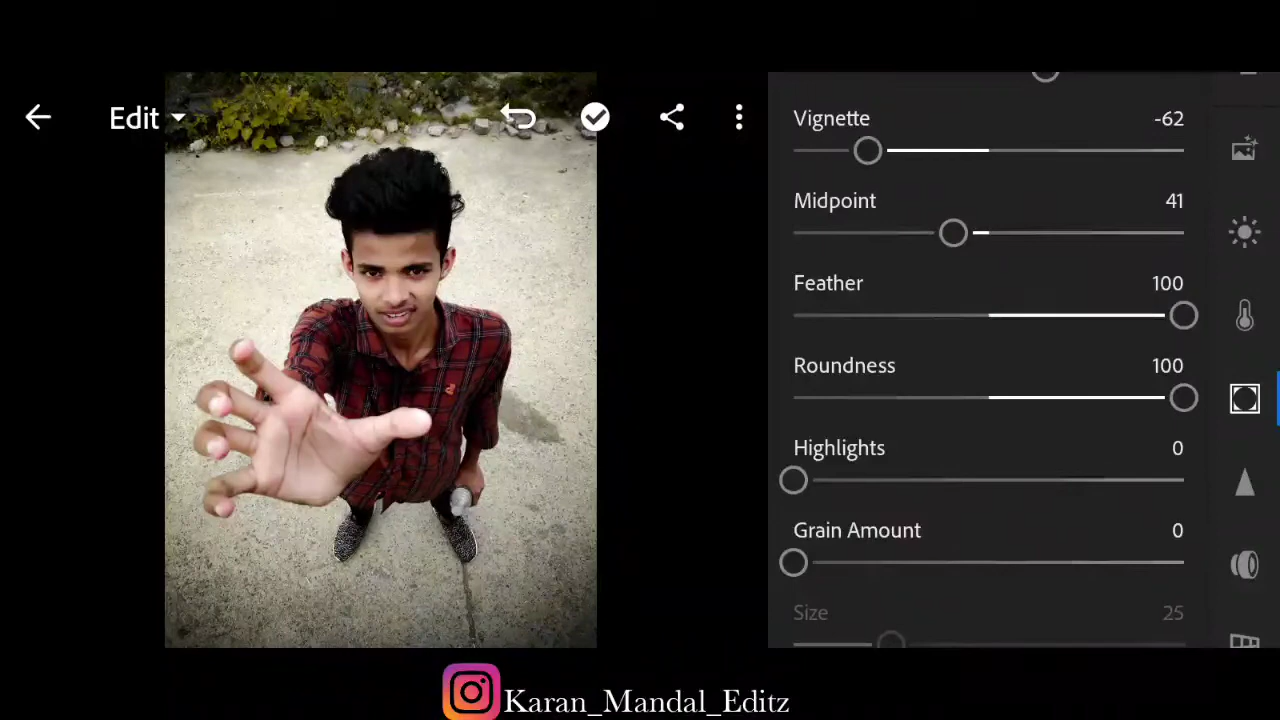 Edit
Vignette -62
Midpoint 41
Feather 100
Roundness 100
Highlights 0
Grain Amount 0
Size 25
Karan_Mandal_Editz